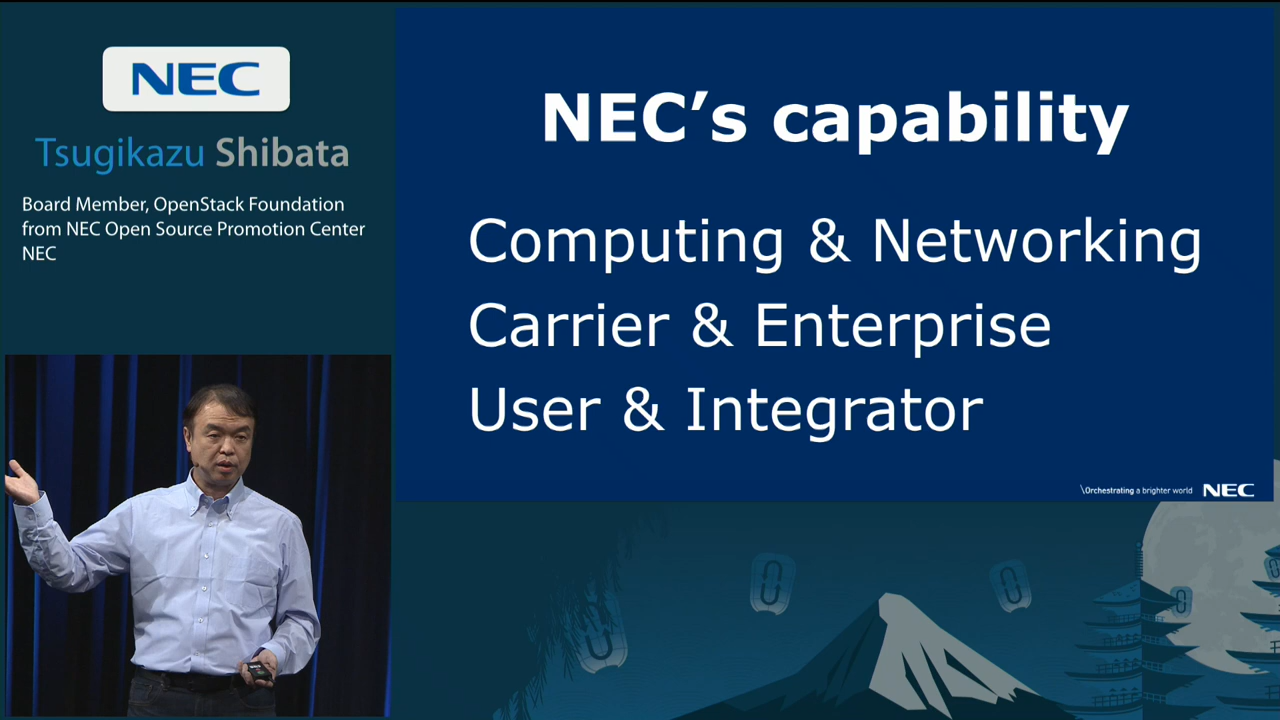 NEC
Tsugikazu Shibata
Board Member, OpenStack Foundation
from NEC Open Source Promotion Center
NEC
NEC's capability
Computing & Networking
Carrier & Enterprise
User & Integrator
\Orchestrating a brighter world NEC